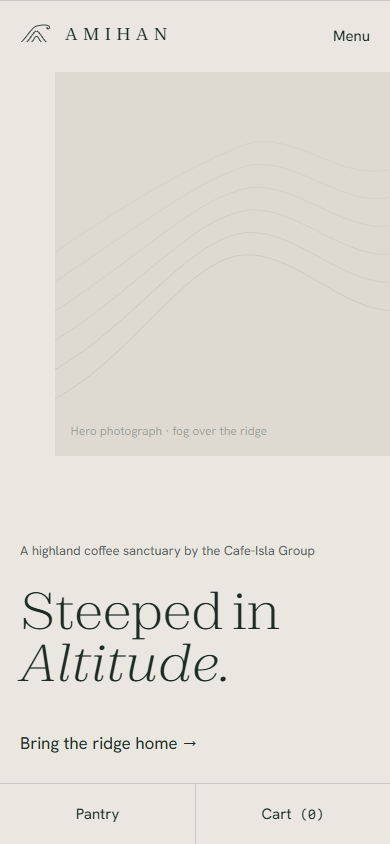 AMIHAN
Menu
Hero photograph · fog over the ridge
A highland coffee sanctuary by the Cafe-Isla Group
Steeped in
Altitude.
Bring the ridge home →
Pantry
Cart (0)